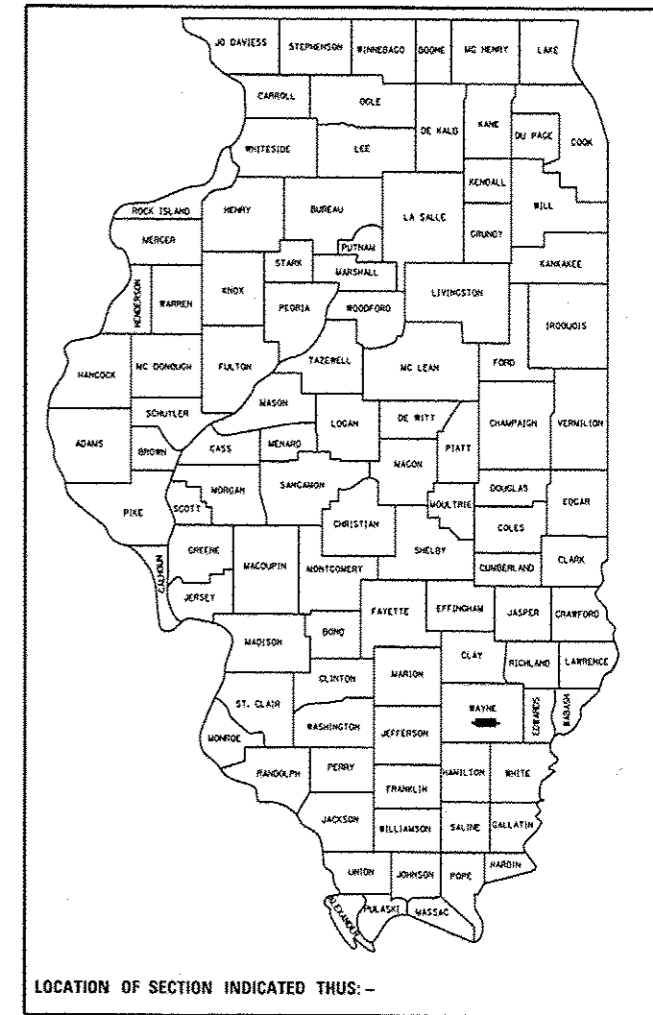 JO DAVIESS STEPHENSON WINNEBAGO BOONE MC HENRY LAKE
CARROLL OGLE DE KALB KANE DU PAGE COOK
WHITESIDE LEE
KENDALL
ROCK ISLAND HENRY BUREAU LA SALLE GRUNDY WILL
MERCER PUTNAM
STARK MARSHALL KANKAKEE
HENDERSON WARREN KNOX PEORIA WOODFORD LIVINGSTON IROQUOIS
HANCOCK MC DONOUGH FULTON TAZEWELL MC LEAN FORD
MASON
SCHUYLER LOGAN DE WITT CHAMPAIGN VERMILION
ADAMS BROWN CASS MENARD MACON PIATT
PIKE SCOTT MORGAN SANGAMON CHRISTIAN MOULTRIE DOUGLAS EDGAR
COLES
CALHOUN GREENE MACOUPIN MONTGOMERY SHELBY CUMBERLAND CLARK
JERSEY FAYETTE EFFINGHAM JASPER CRAWFORD
MADISON BOND
CLINTON MARION CLAY RICHLAND LAWRENCE
ST. CLAIR WAYNE EDWARDS WABASH
MONROE WASHINGTON JEFFERSON
RANDOLPH PERRY HAMILTON WHITE
FRANKLIN
JACKSON WILLIAMSON SALINE GALLATIN
UNION JOHNSON POPE HARDIN
ALEXANDER PULASKI MASSAC
LOCATION OF SECTION INDICATED THUS: -